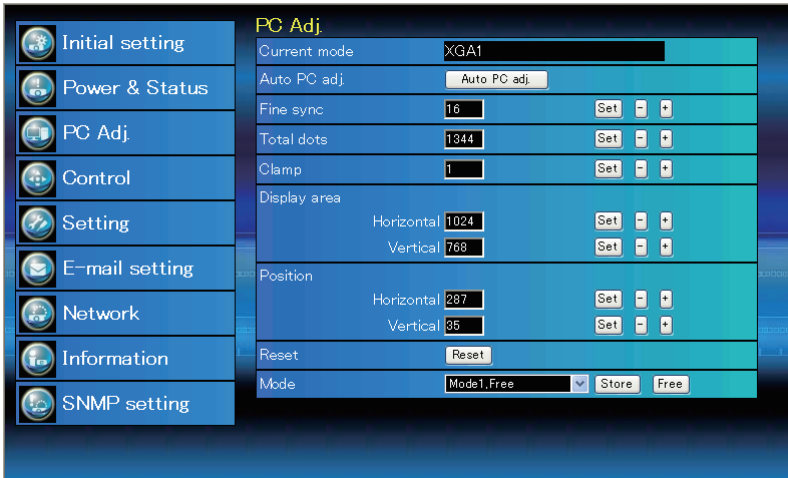 Initial setting
Power & Status
PC Adj.
Control
Setting
E-mail setting
Network
Information
SNMP setting
PC Adj.
Current mode XGA1
Auto PC adj. Auto PC adj.
Fine sync 16 Set - +
Total dots 1344 Set - +
Clamp 1 Set - +
Display area
Horizontal 1024 Set - +
Vertical 768 Set - +
Position
Horizontal 287 Set - +
Vertical 35 Set - +
Reset Reset
Mode Mode1,Free Store Free